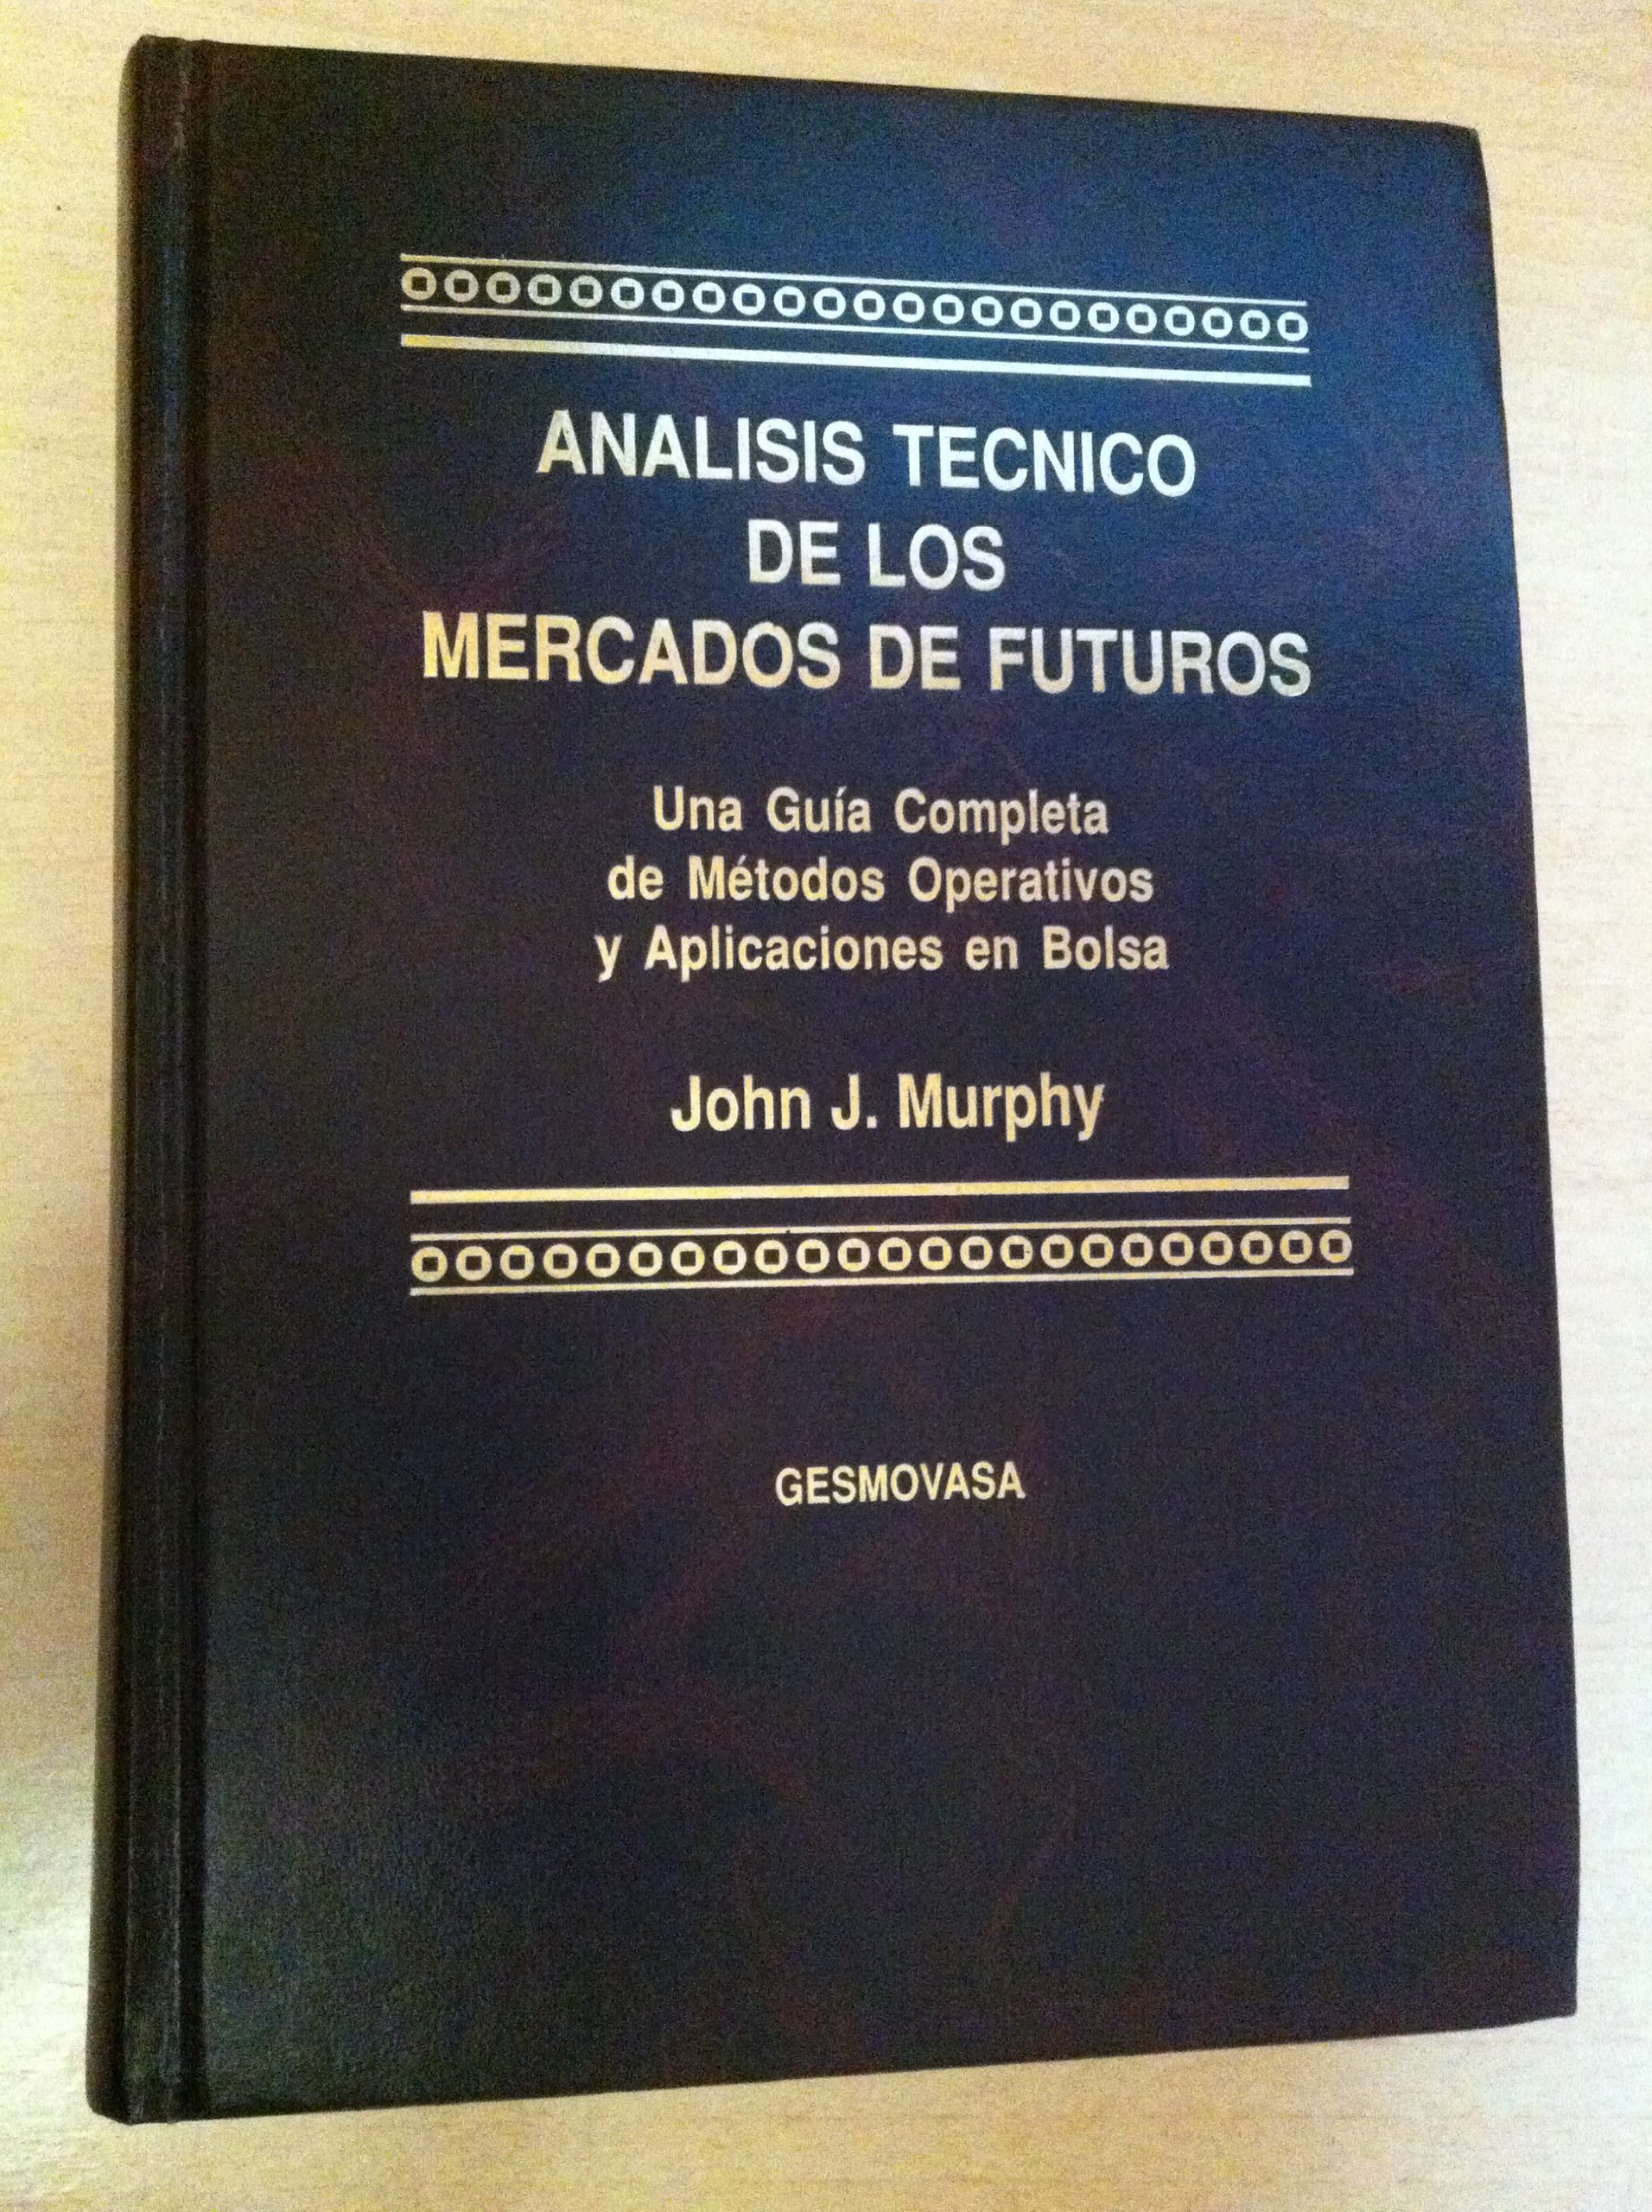 ANALISIS TECNICO
DE LOS
MERCADOS DE FUTUROS
Una Guía Completa
de Métodos Operativos
y Aplicaciones en Bolsa
John J. Murphy
GESMOVASA